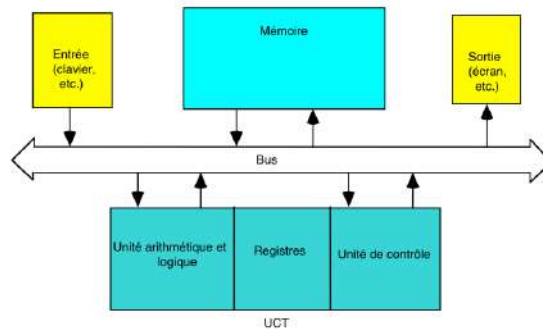 Entrée
(clavier,
etc.)
Mémoire
Sortie
(écran,
etc.)
Bus
Unité arithmétique et
logique
Registres
Unité de contrôle
UCT